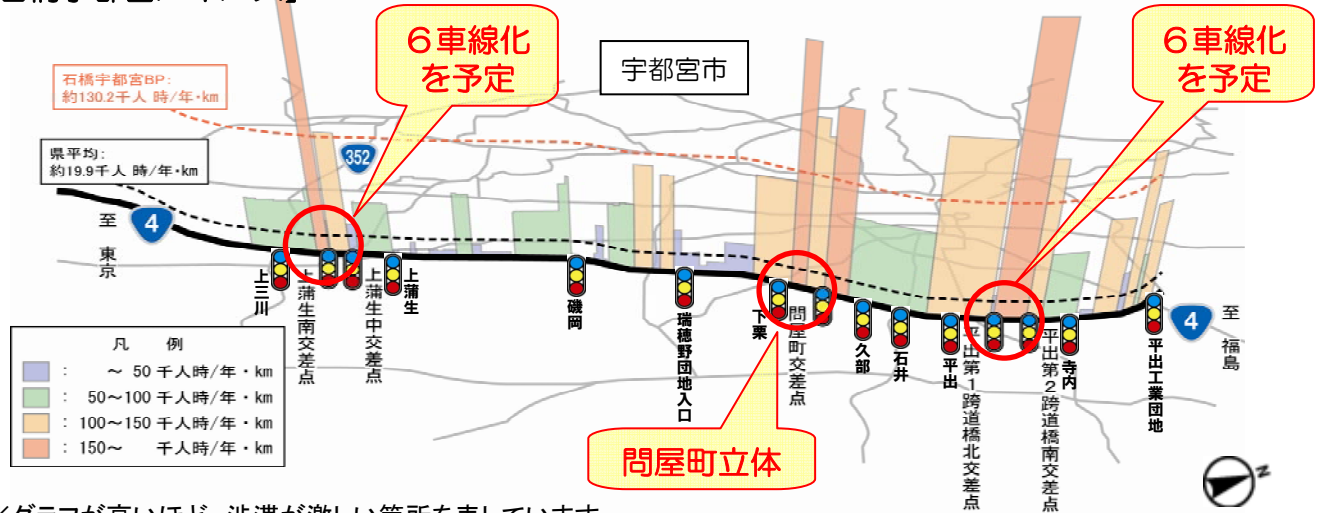 6車線化
を予定
宇都宮市
6車線化
を予定
石橋宇都宮BP:
約130.2千人 時/年・km
県平均:
約19.9千人 時/年・km
352
至
東京
4
上三川
上蒲生南交差点
上蒲生中交差点
上蒲生
磯岡
瑞穂野団地入口
下栗
問屋町交差点
久部
石井
平出
平出第1跨道橋北交差点
平出第2跨道橋南交差点
寺内
平出工業団地
4
至
福島
凡 例
: ~ 50 千人時/年・km
: 50~100 千人時/年・km
: 100~150 千人時/年・km
: 150~ 千人時/年・km
問屋町立体
N